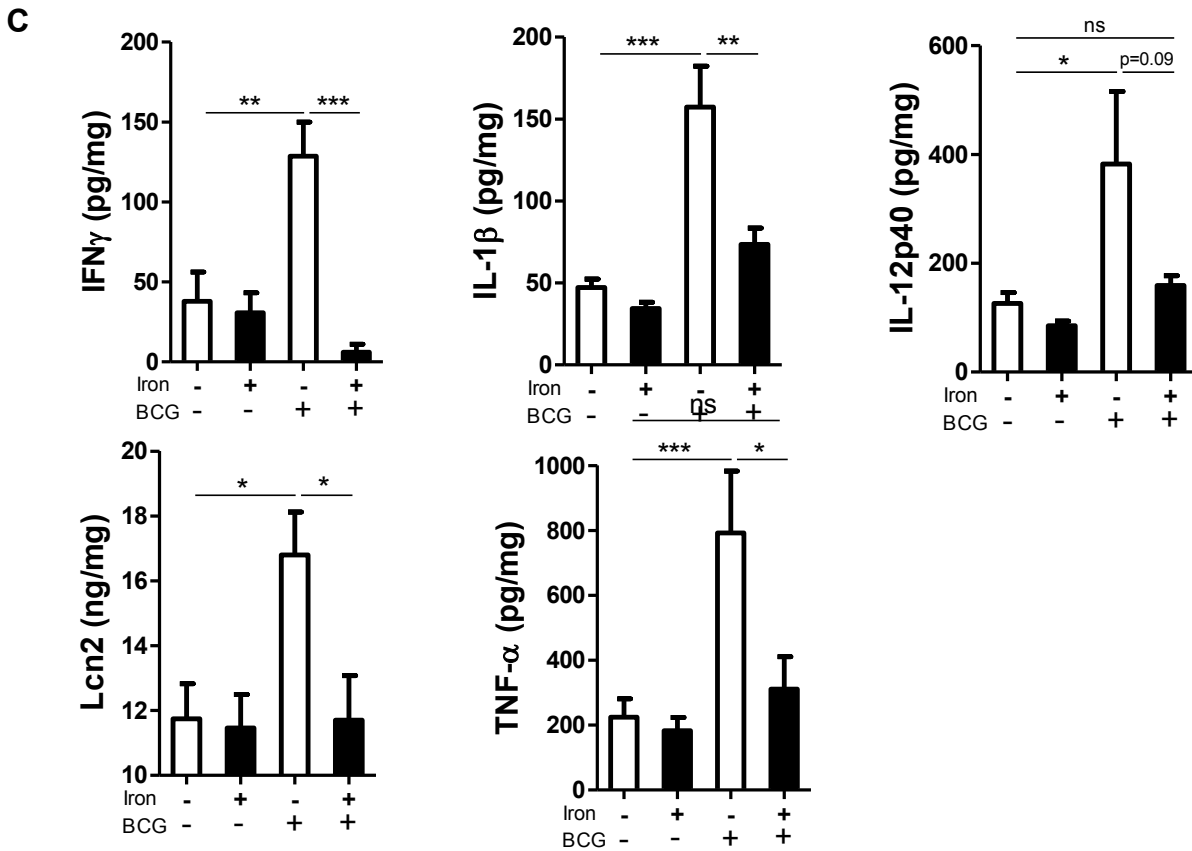 C
IFNγ (pg/mg)
200
150
100
50
0
** ***
Iron - + - +
BCG - - + +
IL-1β (pg/mg)
200
150
100
50
0
*** **
Iron - + - +
BCG - - + +
IL-12p40 (pg/mg)
600
400
200
0
ns
* p=0.09
Iron - + - +
BCG - - + +
Lcn2 (ng/mg)
20
18
16
14
12
10
* *
Iron - + - +
BCG - - + +
TNF-α (pg/mg)
1000
800
600
400
200
0
ns
*** *
Iron - + - +
BCG - - + +